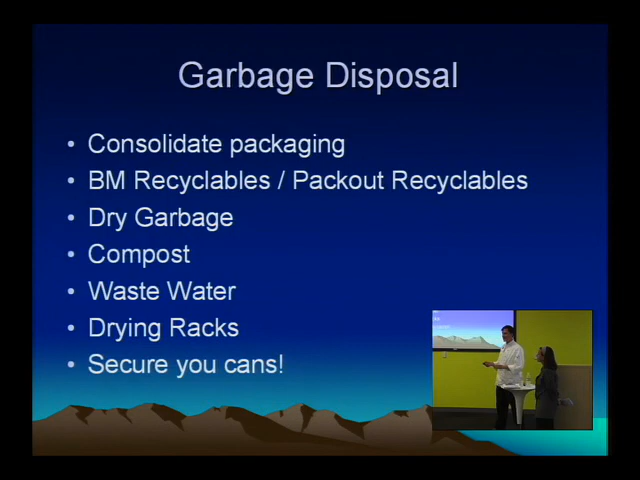 Garbage Disposal
• Consolidate packaging
• BM Recyclables / Packout Recyclables
• Dry Garbage
• Compost
• Waste Water
• Drying Racks
• Secure you cans!